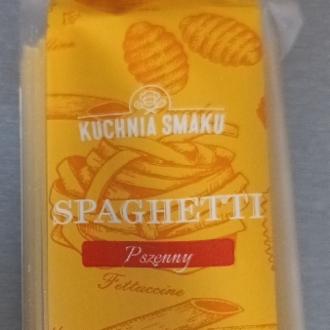 KUCHNIA SMAKU
SPAGHETTI
Pszenny
Fettuccine